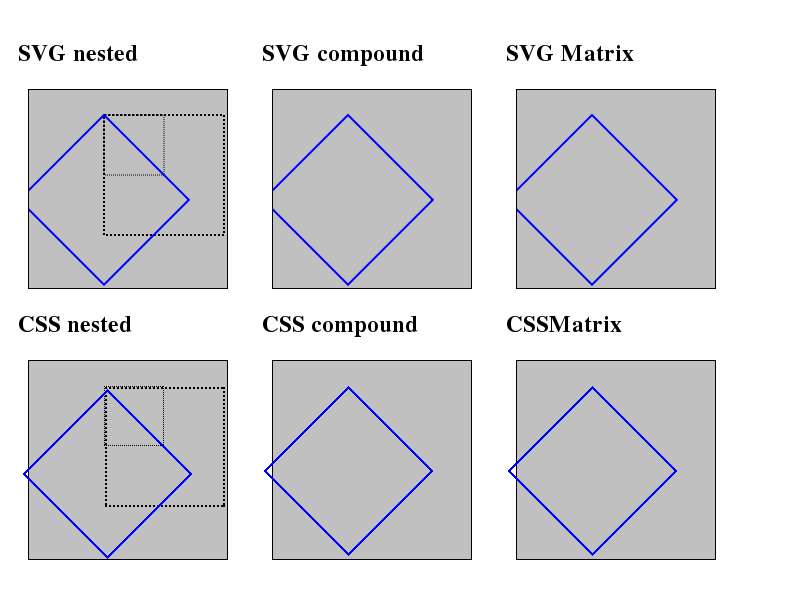 SVG nested
SVG compound
SVG Matrix
CSS nested
CSS compound
CSSMatrix